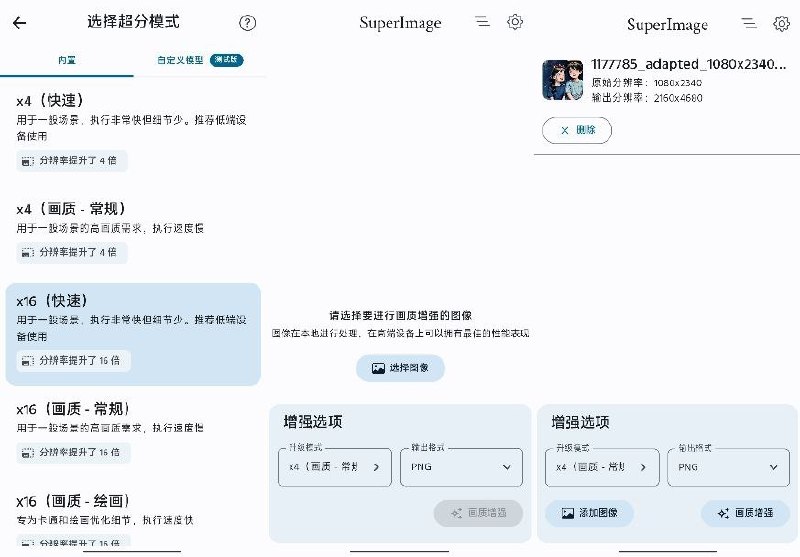 选择超分模式
内置
自定义模型 测试版
x4（快速）
用于一般场景，执行非常快但细节少。推荐低端设
备使用
分辨率提升了 4 倍
x4（画质 - 常规）
用于一般场景的高画质需求，执行速度慢
分辨率提升了 4 倍
x16（快速）
用于一般场景，执行非常快但细节少。推荐低端设
备使用
分辨率提升了 16 倍
x16（画质 - 常规）
用于一般场景的高画质需求，执行速度慢
分辨率提升了 16 倍
x16（画质 - 绘画）
专为卡通和绘画优化细节，执行速度快
分辨率提升了 16 倍
SuperImage
请选择要进行画质增强的图像
图像在本地进行处理，在高端设备上可以拥有最佳的性能表现
选择图像
增强选项
升级模式
输出格式
x4（画质 - 常规
PNG
画质增强
SuperImage
1177785_adapted_1080x2340...
原始分辨率：1080x2340
输出分辨率：2160x4680
删除
增强选项
升级模式
输出格式
x4（画质 - 常规
PNG
添加图像
画质增强